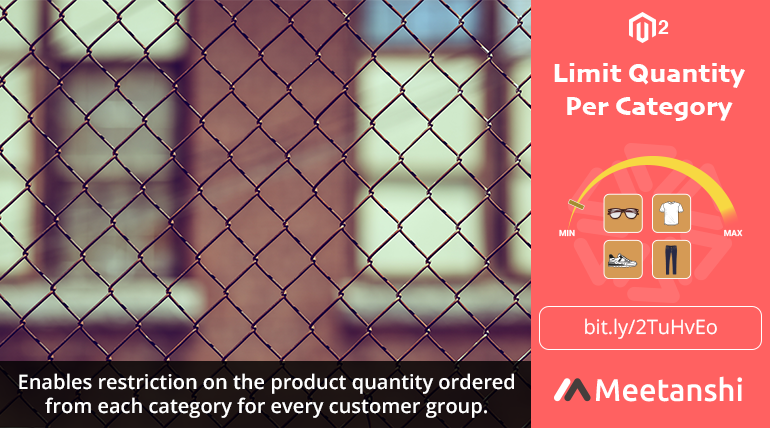 Enables restriction on the product quantity ordered
from each category for every customer group.
2
Limit Quantity
Per Category
MIN
MAX
bit.ly/2TuHvEo
Meetanshi